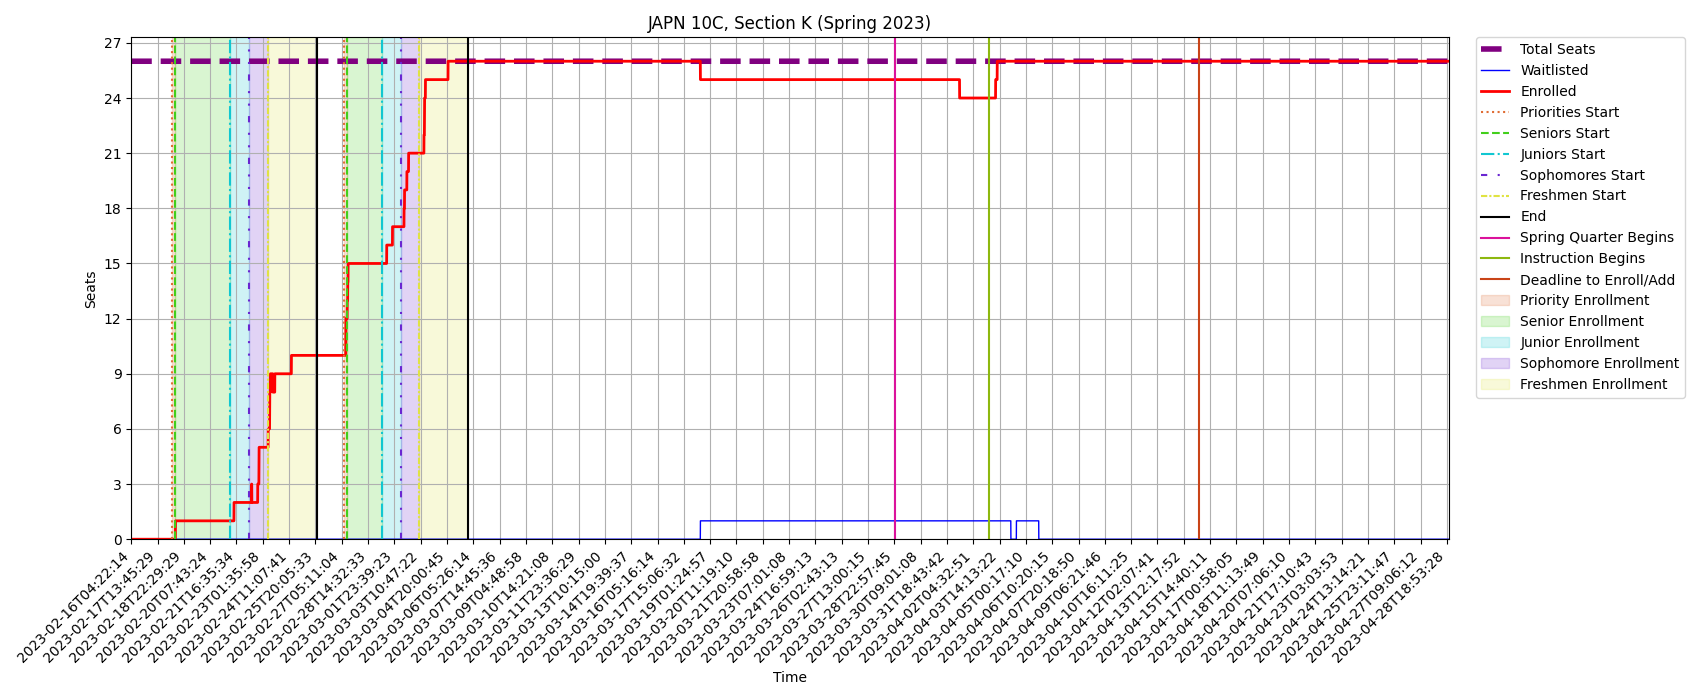 JAPN 10C, Section K (Spring 2023)
27
24
21
18
15
12
9
6
3
0
Seats
2023-02-16T04:22:14
2023-02-17T13:45:29
2023-02-18T22:29:29
2023-02-20T07:43:24
2023-02-21T16:35:34
2023-02-23T01:35:58
2023-02-24T11:07:41
2023-02-25T20:05:33
2023-02-27T05:11:04
2023-02-28T14:32:33
2023-03-01T23:39:23
2023-03-03T10:47:22
2023-03-04T20:00:45
2023-03-06T05:26:14
2023-03-07T14:45:36
2023-03-09T04:48:58
2023-03-10T14:21:08
2023-03-11T23:36:29
2023-03-13T10:15:00
2023-03-14T19:39:37
2023-03-16T05:16:14
2023-03-17T15:06:32
2023-03-19T01:24:57
2023-03-20T11:19:10
2023-03-21T20:58:58
2023-03-23T07:01:08
2023-03-24T16:59:13
2023-03-26T02:43:13
2023-03-27T13:00:15
2023-03-28T22:57:45
2023-03-30T09:01:08
2023-03-31T18:43:42
2023-04-02T04:32:51
2023-04-03T14:13:22
2023-04-05T00:17:10
2023-04-06T10:20:15
2023-04-07T20:18:50
2023-04-09T06:21:46
2023-04-10T16:11:25
2023-04-12T02:07:41
2023-04-13T12:17:52
2023-04-15T14:40:11
2023-04-17T00:58:05
2023-04-18T11:13:49
2023-04-20T07:06:10
2023-04-21T17:10:43
2023-04-23T03:03:53
2023-04-24T13:14:21
2023-04-25T23:11:47
2023-04-27T09:06:12
2023-04-28T18:53:28
Time
Total Seats
Waitlisted
Enrolled
Priorities Start
Seniors Start
Juniors Start
Sophomores Start
Freshmen Start
End
Spring Quarter Begins
Instruction Begins
Deadline to Enroll/Add
Priority Enrollment
Senior Enrollment
Junior Enrollment
Sophomore Enrollment
Freshmen Enrollment